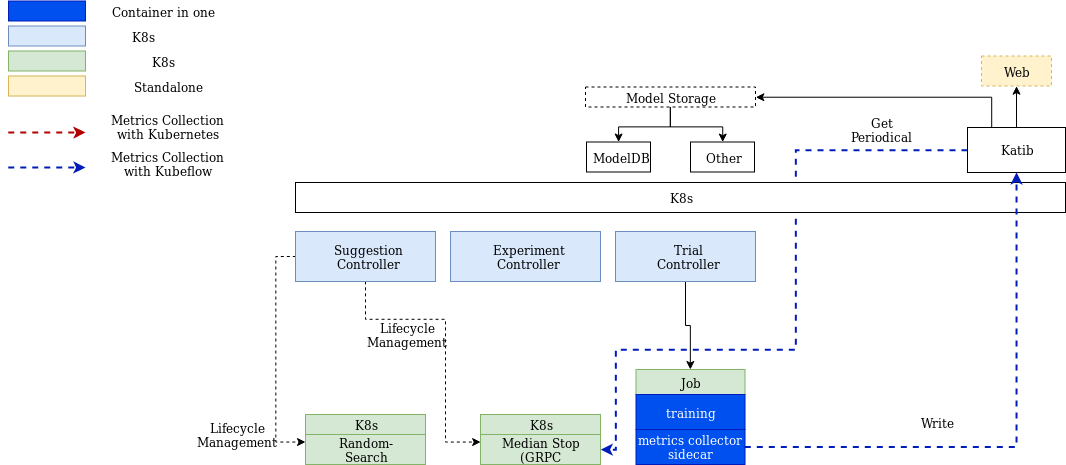 Container in one
K8s
K8s
Standalone
Metrics Collection
with Kubernetes
Metrics Collection
with Kubeflow
Web
Model Storage
Get
Periodical
Katib
ModelDB
Other
K8s
Suggestion
Controller
Experiment
Controller
Trial
Controller
Lifecycle
Management
Job
training
metrics collector
sidecar
Write
Lifecycle
Management
K8s
Random-
Search
K8s
Median Stop
(GRPC